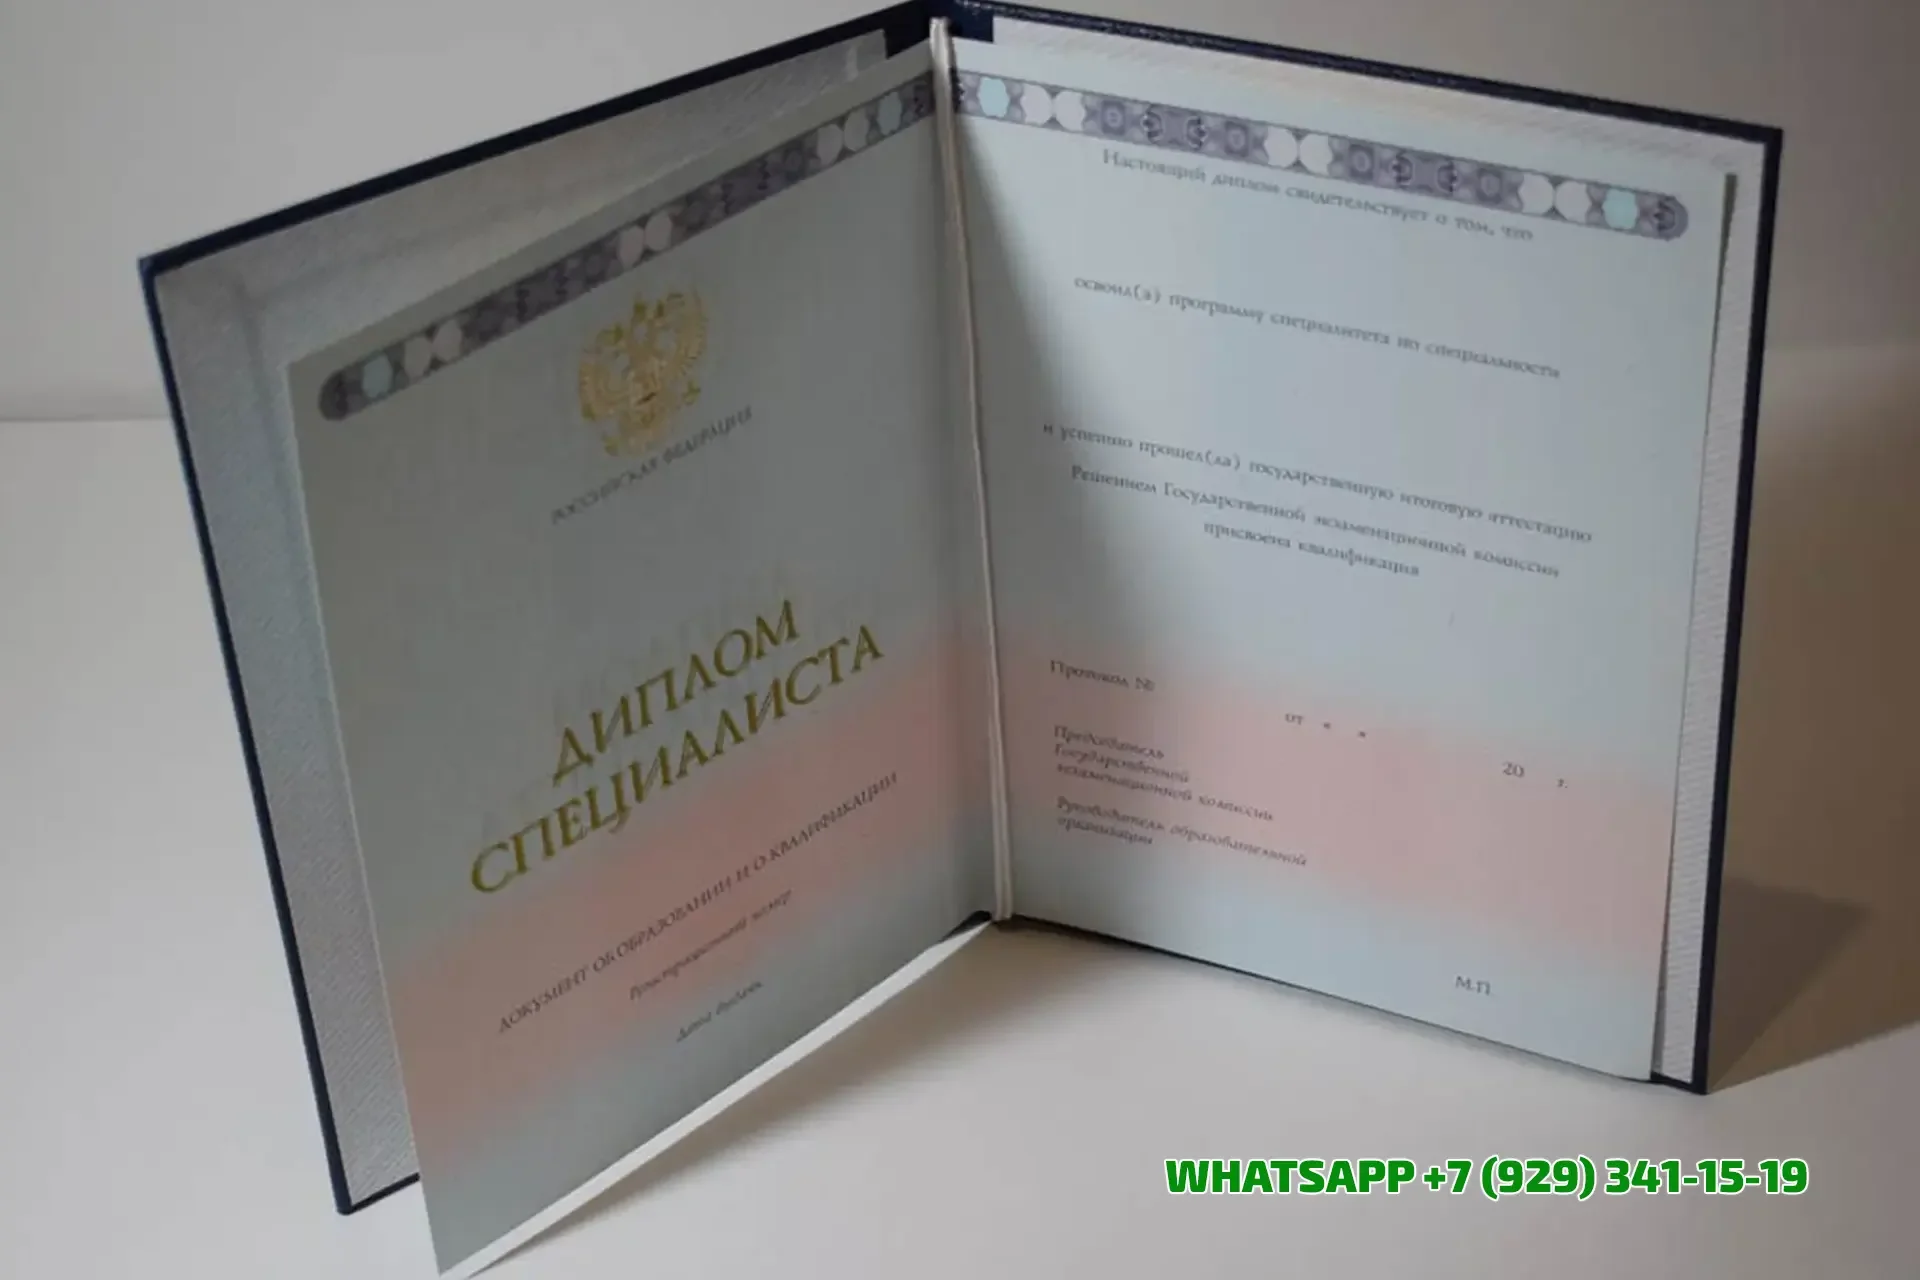 РОССИЙСКАЯ ФЕДЕРАЦИЯ
ДИПЛОМ
СПЕЦИАЛИСТА
ДОКУМЕНТ ОБ ОБРАЗОВАНИИ И О КВАЛИФИКАЦИИ
Регистрационный номер
Дата выдачи
Настоящий диплом свидетельствует о том, что
освоил(а) программу специалитета по специальности
и успешно прошел(ла) государственную итоговую аттестацию
Решением Государственной экзаменационной комиссии
присвоена квалификация
Протокол №
от « »
20 г.
Председатель
Государственной
экзаменационной комиссии
Руководитель образовательной
организации
М.П.
WHATSAPP +7 (929) 341-15-19